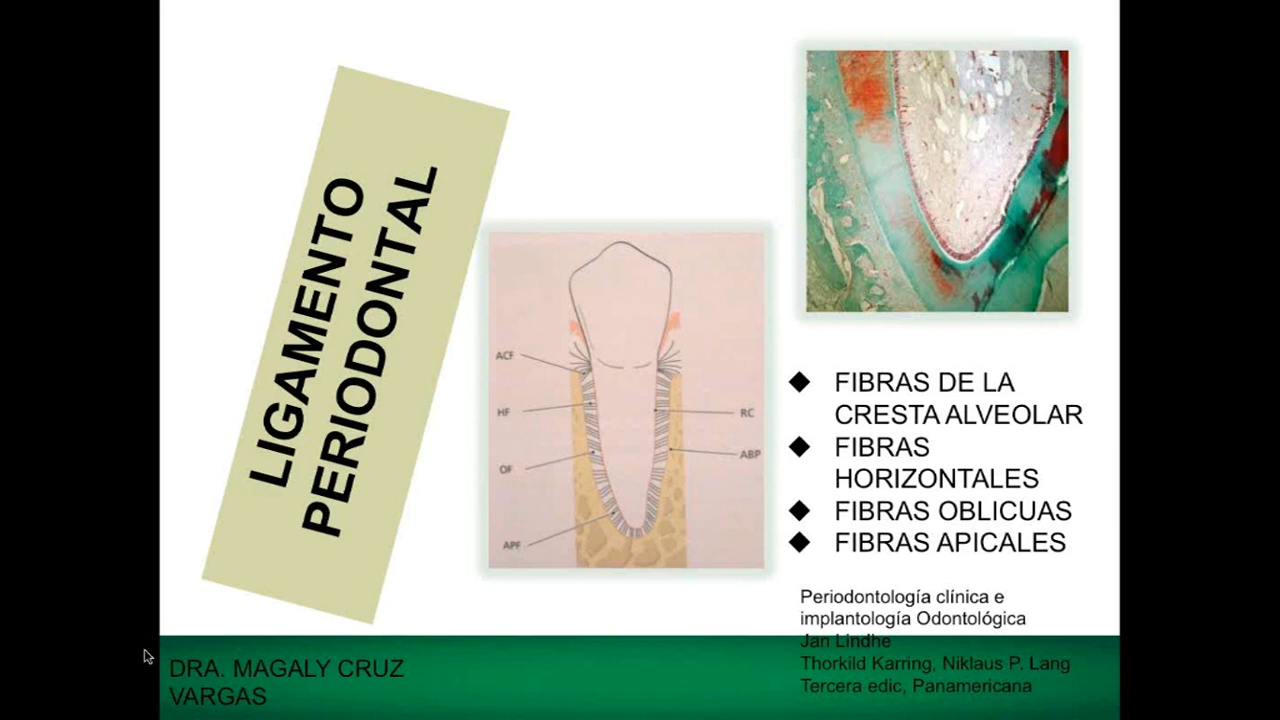 LIGAMENTO
PERIODONTAL
ACF
HF
OF
APF
RC
ABP
FIBRAS DE LA
CRESTA ALVEOLAR
FIBRAS
HORIZONTALES
FIBRAS OBLICUAS
FIBRAS APICALES
Periodontología clínica e
implantología Odontológica
Jan Lindhe
Thorkild Karring, Niklaus P. Lang
Tercera edic, Panamericana
DRA. MAGALY CRUZ
VARGAS